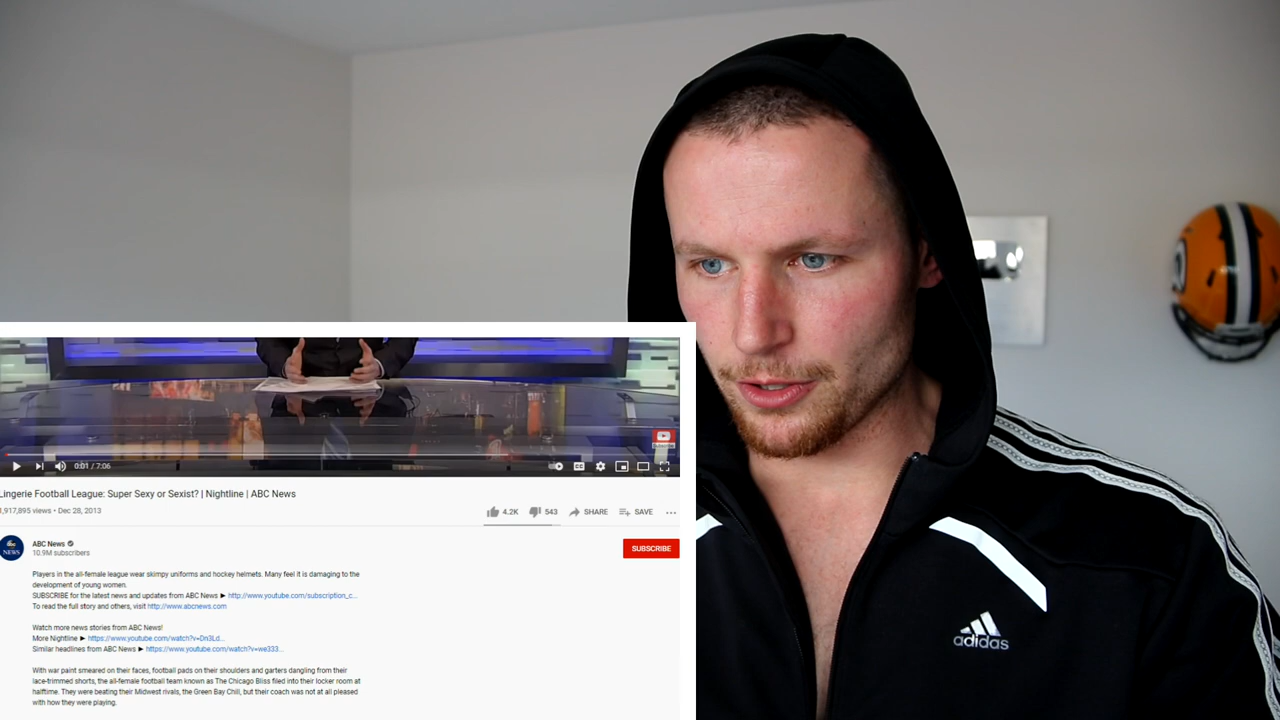 0:01 / 7:06
Lingerie Football League: Super Sexy or Sexist? | Nightline | ABC News
1,917,895 views • Dec 28, 2013
4.2K 543 SHARE SAVE
abc NEWS
ABC News
10.9M subscribers
SUBSCRIBE
Players in the all-female league wear skimpy uniforms and hockey helmets. Many feel it is damaging to the
development of young women.
SUBSCRIBE for the latest news and updates from ABC News ► http://www.youtube.com/subscription_c...
To read the full story and others, visit http://www.abcnews.com
Watch more news stories from ABC News!
More Nightline ► https://www.youtube.com/watch?v=Dn3Ld...
Similar headlines from ABC News ► https://www.youtube.com/watch?v=we333...
With war paint smeared on their faces, football pads on their shoulders and garters dangling from their
lace-trimmed shorts, the all-female football team known as The Chicago Bliss filed into their locker room at
halftime. They were beating their Midwest rivals, the Green Bay Chill, but their coach was not at all pleased
with how they were playing.
adidas